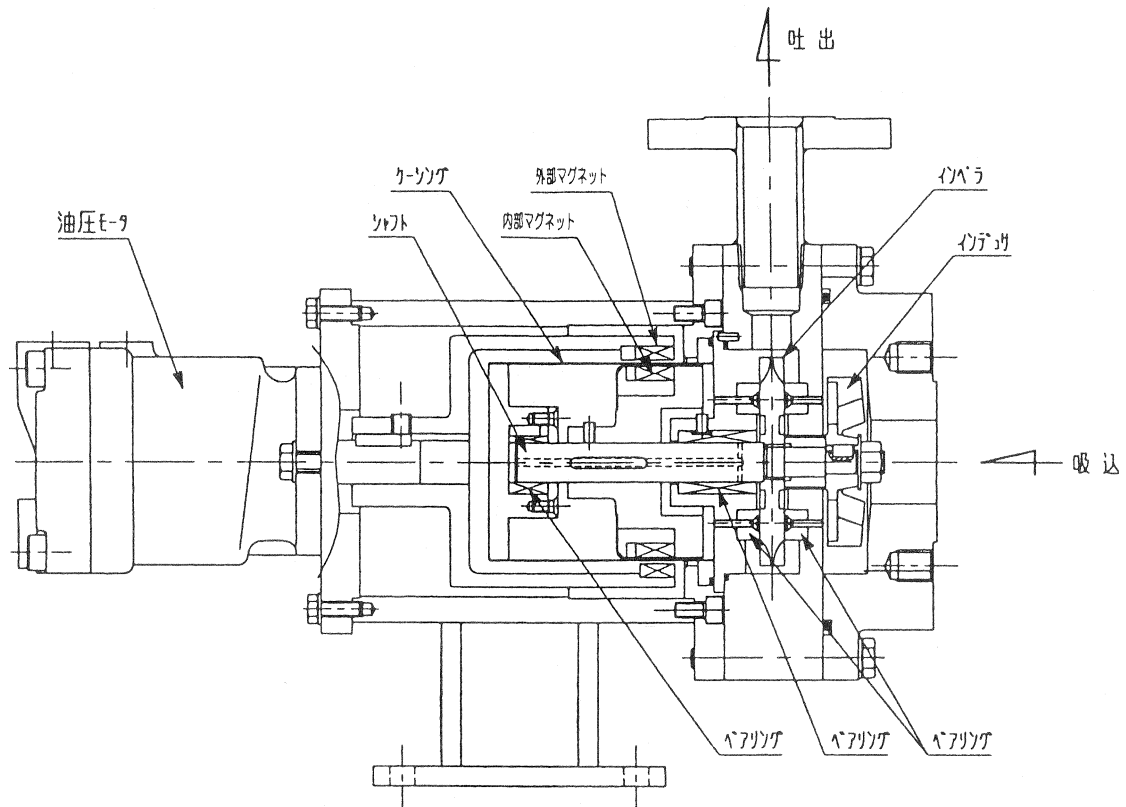 吐出
ケーシング
外部マグネット
インペラ
油圧モータ
シャフト
内部マグネット
インデュサ
吸込
ベアリング
ベアリング
ベアリング